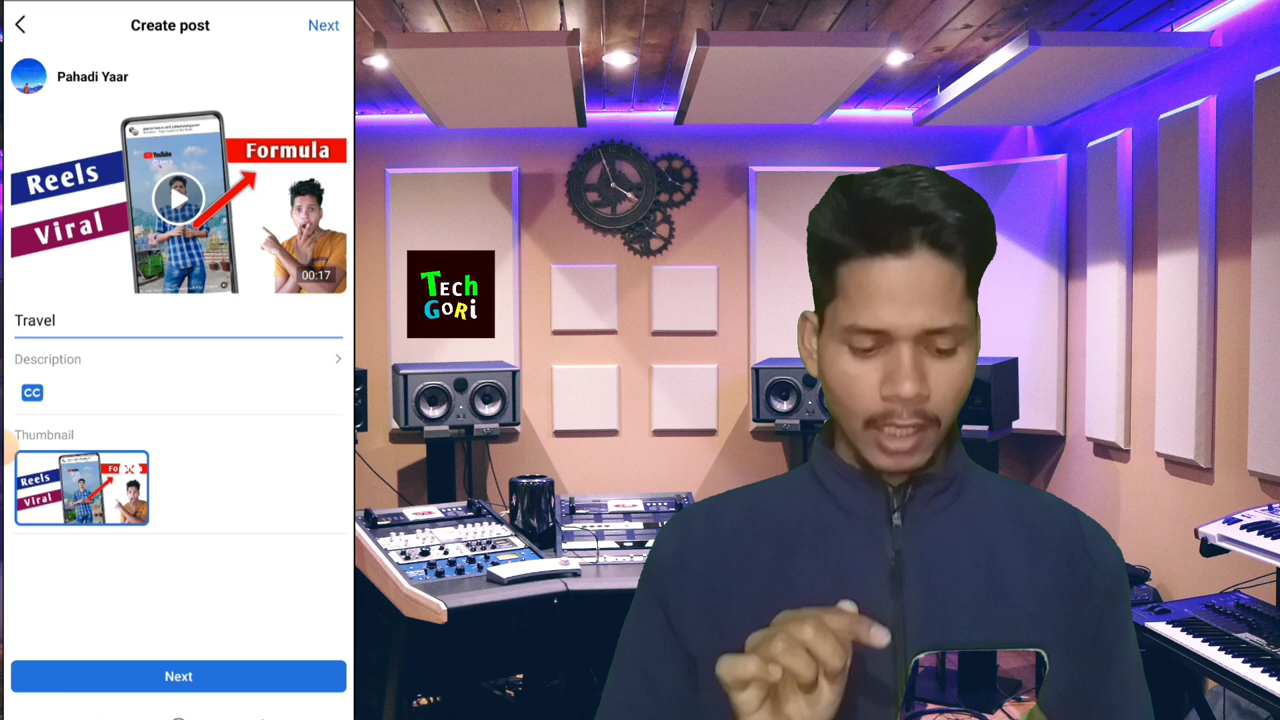 Create post
Next
Pahadi Yaar
Reels
Viral
YouTube
Formula
00:17
Travel
Description
CC
Thumbnail
Reels
Viral
Next
TECH
GORi